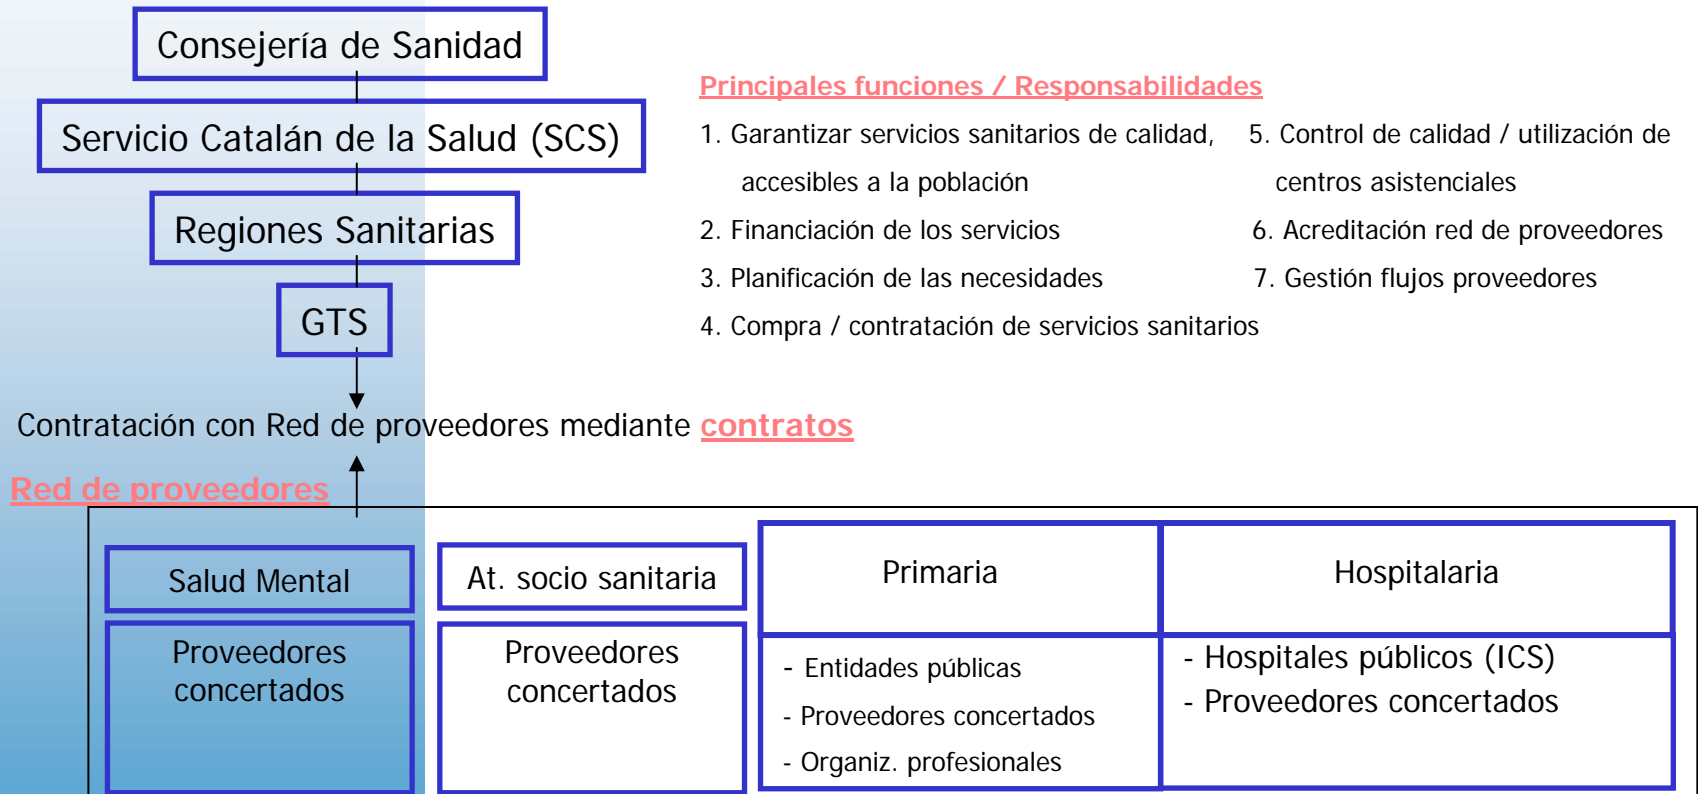 Consejería de Sanidad
Servicio Catalán de la Salud (SCS)
Regiones Sanitarias
GTS
Principales funciones / Responsabilidades
1. Garantizar servicios sanitarios de calidad,
accesibles a la población
2. Financiación de los servicios
3. Planificación de las necesidades
4. Compra / contratación de servicios sanitarios
5. Control de calidad / utilización de
centros asistenciales
6. Acreditación red de proveedores
7. Gestión flujos proveedores
Contratación con Red de proveedores mediante contratos
Red de proveedores
Salud Mental
Proveedores
concertados
At. socio sanitaria
Proveedores
concertados
Primaria
- Entidades públicas
- Proveedores concertados
- Organiz. profesionales
Hospitalaria
- Hospitales públicos (ICS)
- Proveedores concertados